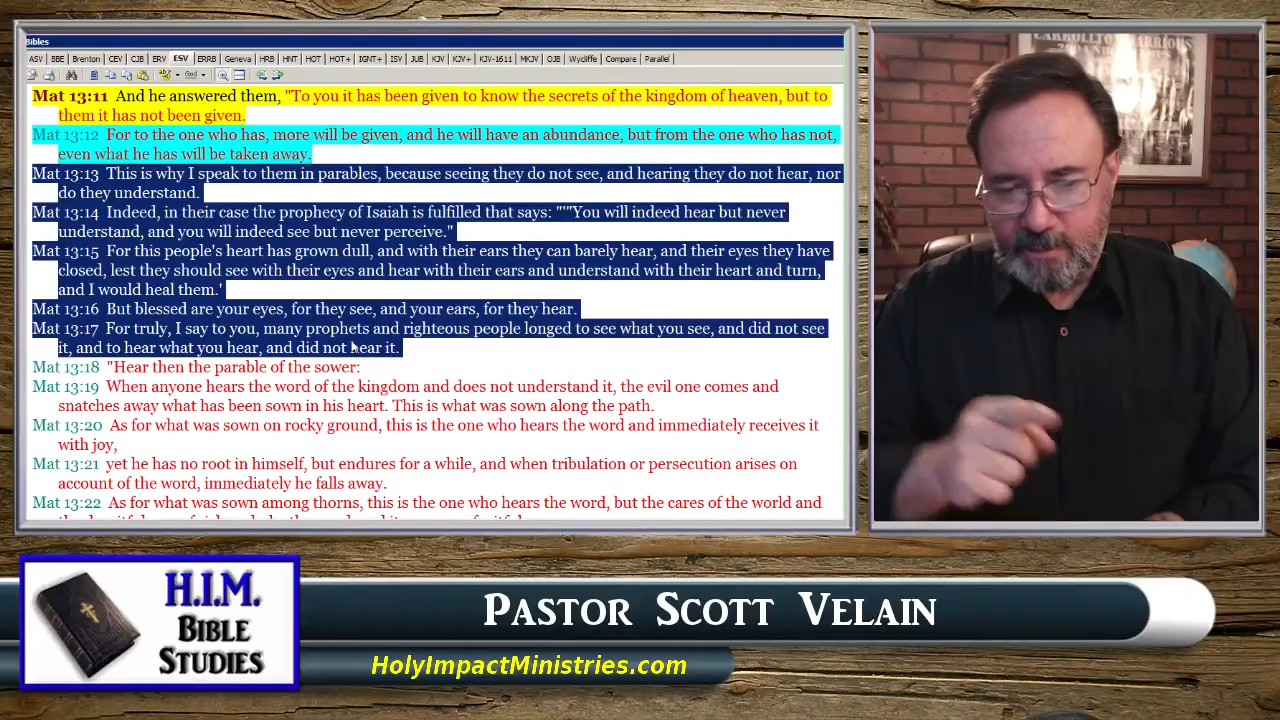 Bibles
ASV BBE Brenton CEV CJB ERV ESV ERRB Geneva HRB HNT HOT HOT+ IGNT+ ISV JUB KJV KJV+ KJV-1611 MKJV OJB Wycliffe Compare Parallel
God
Mat 13:11 And he answered them, "To you it has been given to know the secrets of the kingdom of heaven, but to
them it has not been given.
Mat 13:12 For to the one who has, more will be given, and he will have an abundance, but from the one who has not,
even what he has will be taken away.
Mat 13:13 This is why I speak to them in parables, because seeing they do not see, and hearing they do not hear, nor
do they understand.
Mat 13:14 Indeed, in their case the prophecy of Isaiah is fulfilled that says: "'"You will indeed hear but never
understand, and you will indeed see but never perceive."
Mat 13:15 For this people's heart has grown dull, and with their ears they can barely hear, and their eyes they have
closed, lest they should see with their eyes and hear with their ears and understand with their heart and turn,
and I would heal them.'
Mat 13:16 But blessed are your eyes, for they see, and your ears, for they hear.
Mat 13:17 For truly, I say to you, many prophets and righteous people longed to see what you see, and did not see
it, and to hear what you hear, and did not hear it.
Mat 13:18 "Hear then the parable of the sower:
Mat 13:19 When anyone hears the word of the kingdom and does not understand it, the evil one comes and
snatches away what has been sown in his heart. This is what was sown along the path.
Mat 13:20 As for what was sown on rocky ground, this is the one who hears the word and immediately receives it
with joy,
Mat 13:21 yet he has no root in himself, but endures for a while, and when tribulation or persecution arises on
account of the word, immediately he falls away.
Mat 13:22 As for what was sown among thorns, this is the one who hears the word, but the cares of the world and
CARROLLTON WARRIORS
H.I.M.
BIBLE
STUDIES
PASTOR SCOTT VELAIN
HolyImpactMinistries.com